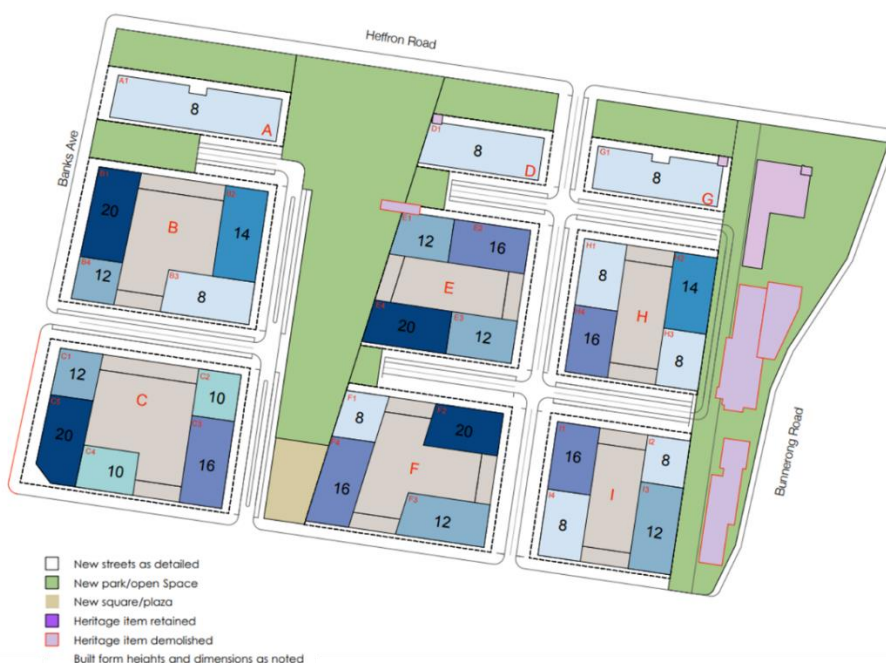 Heffron Road
Banks Ave
Bunnerong Road
A1
8
A
D1
8
D
G1
8
G
B1
20
B
14
B4
12
B3
8
E1
12
E2
16
E
E4
20
E3
12
H1
8
H2
14
H
H4
16
H3
8
C1
12
C2
10
C
C5
20
C3
16
C4
10
F1
8
F2
20
F
F4
16
F3
12
I1
16
I2
8
I
I4
8
I3
12
New streets as detailed
New park/open Space
New square/plaza
Heritage item retained
Heritage item demolished
Built form heights and dimensions as noted